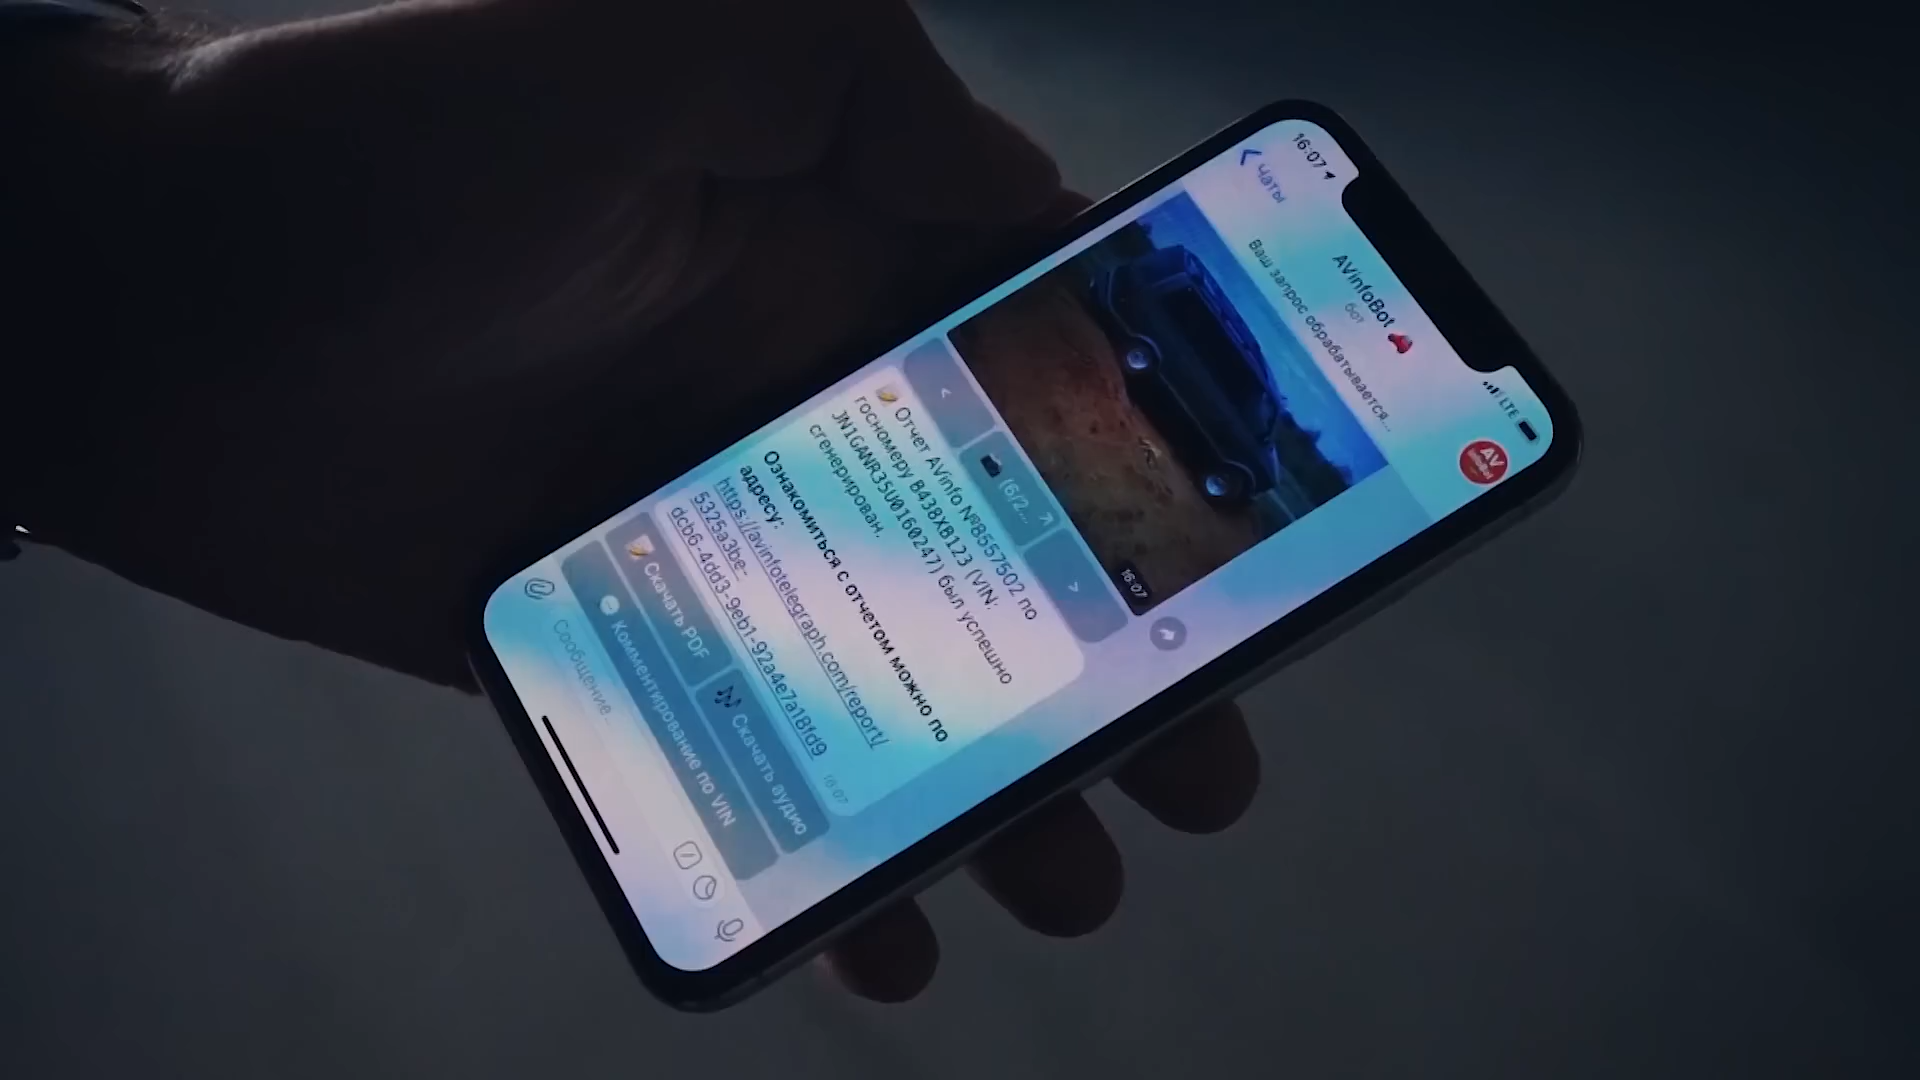 16:07
LTE
Чаты
AVinfoBot
бот
AV
Ваш запрос обрабатывается...
16:07
<
(6/2...
>
Отчет AVinfo №8557502 по
госномеру В438ХВ123 (VIN:
JN1GANR35U0160247) был успешно
сгенерирован.
Ознакомиться с отчетом можно по
адресу:
https://avinfotelegraph.com/report/
5325a3be-
dcb6-4dd3-9eb1-92a4e7a18fd9
16:07
Скачать PDF
Скачать аудио
Комментирование по VIN
Сообщение